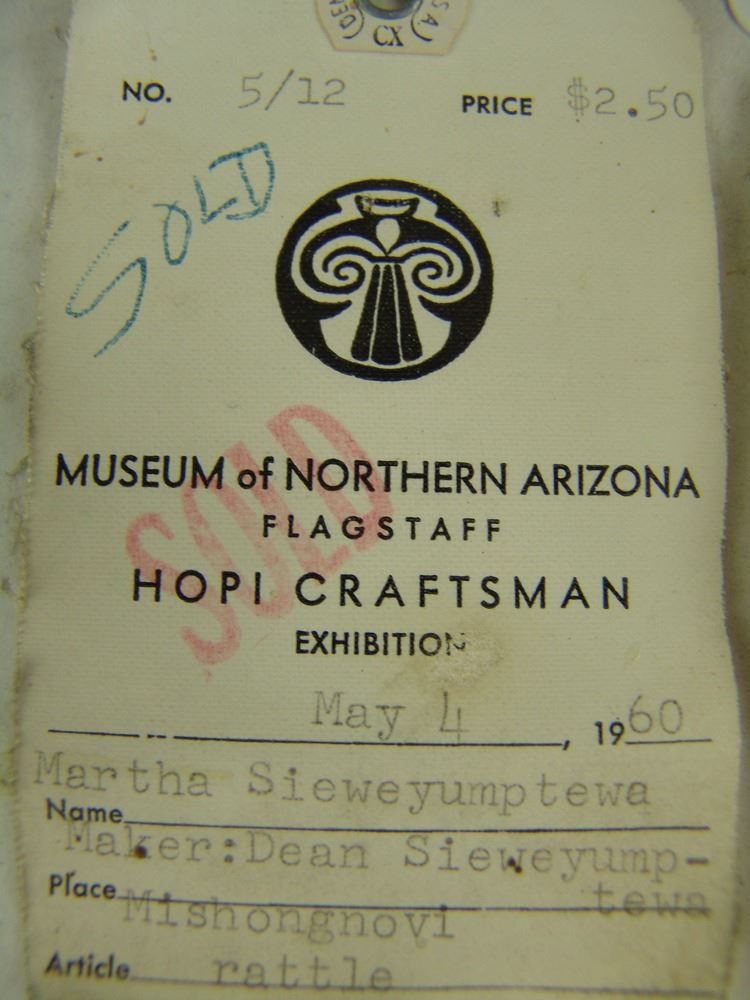 CX
NO. 5/12 PRICE $2.50
SOLD
MUSEUM of NORTHERN ARIZONA
FLAGSTAFF
SOLD
HOPI CRAFTSMAN
EXHIBITION
May 4, 1960
Martha Sieweyumptewa
Name
Maker:Dean Sieweyump-
Place tewa
Mishongnovi
Article rattle